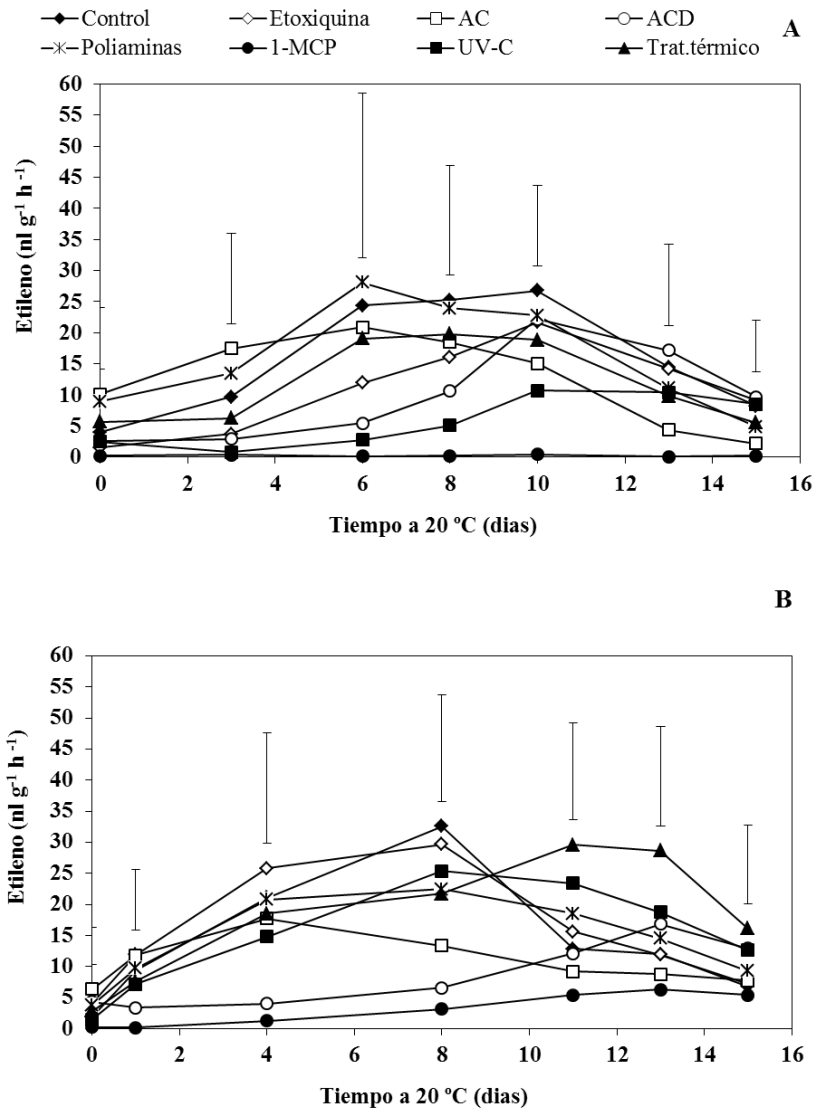 Control Etoxiquina AC ACD
Poliaminas 1-MCP UV-C Trat.térmico
A
60
55
50
45
40
35
30
25
20
15
10
5
0
Etileno (nl g-1 h -1)
0 2 4 6 8 10 12 14 16
Tiempo a 20 ºC (dias)
B
60
55
50
45
40
35
30
25
20
15
10
5
0
Etileno (nl g-1 h -1)
0 2 4 6 8 10 12 14 16
Tiempo a 20 ºC (dias)